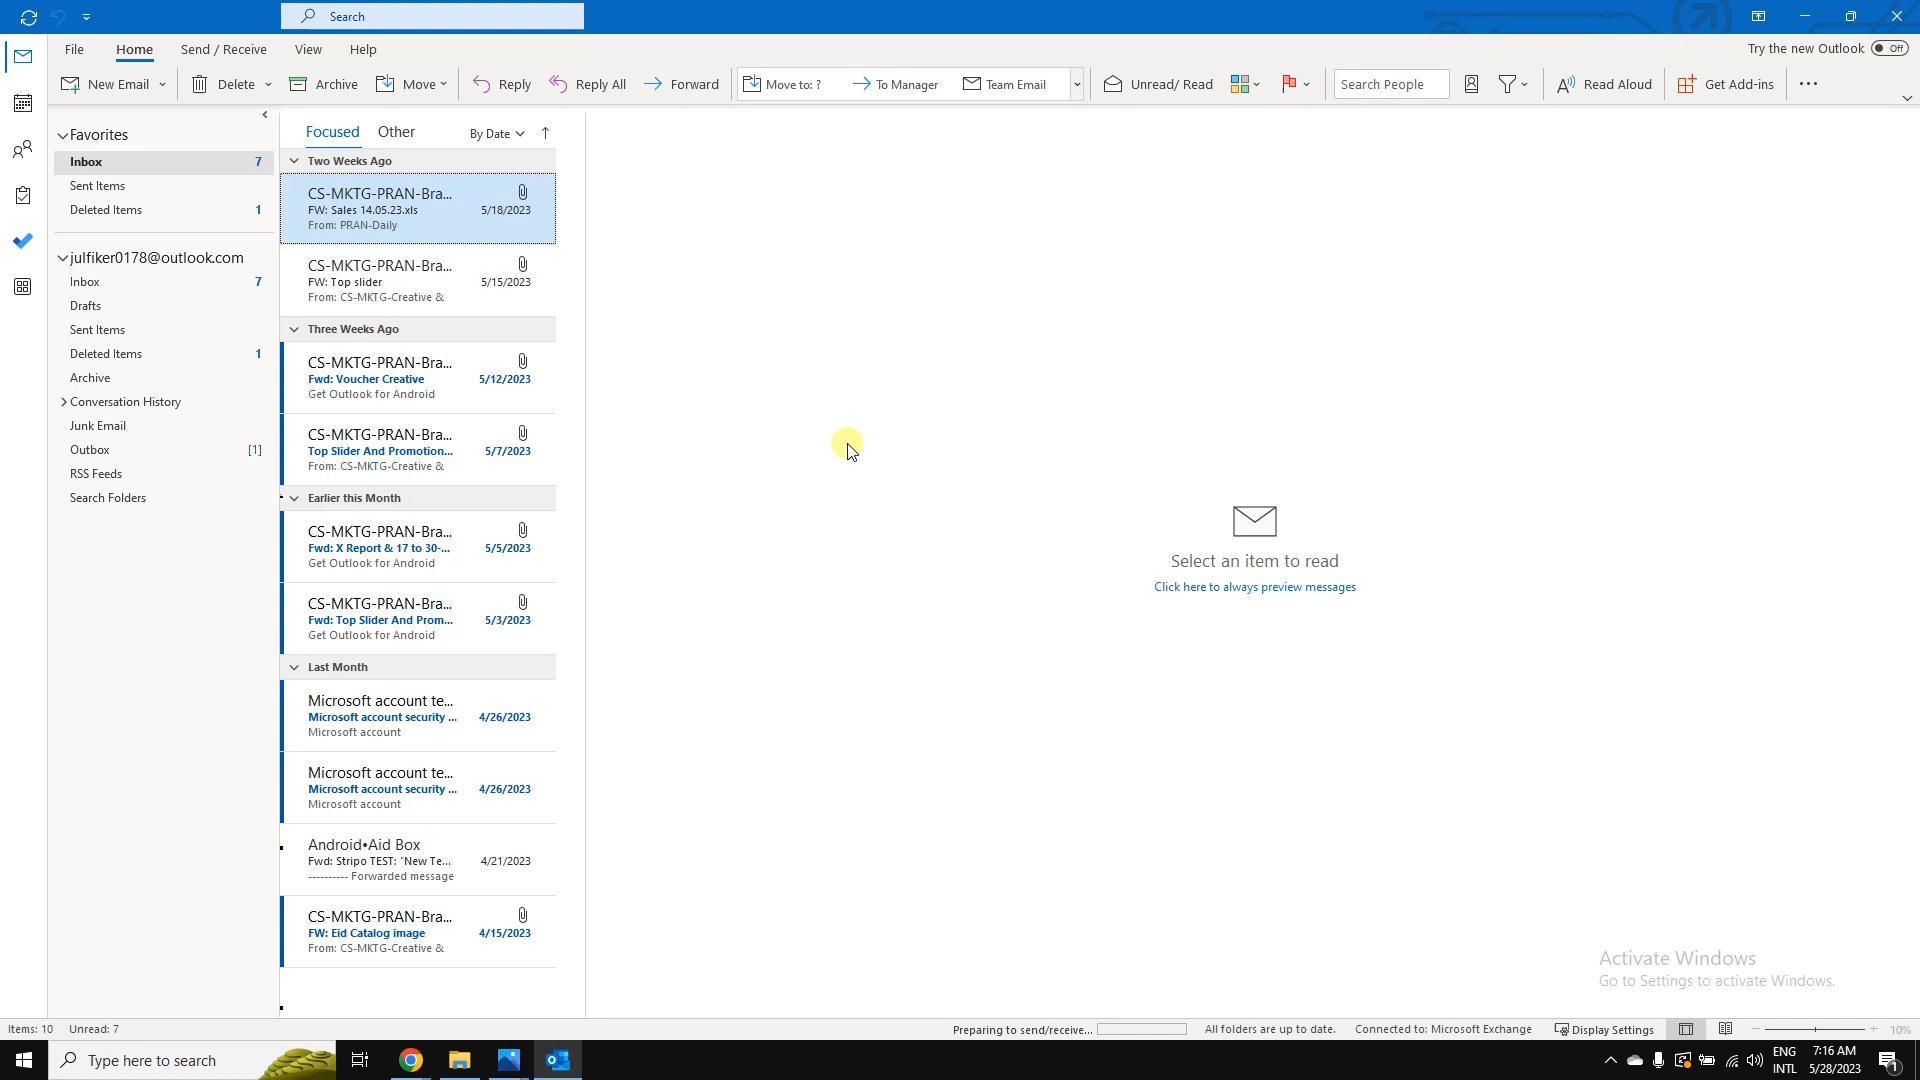 Search
File Home Send / Receive View Help
Try the new Outlook Off
New Email Delete Archive Move Reply Reply All Forward Move to: ? To Manager Team Email Unread/ Read Search People Read Aloud Get Add-ins
Favorites
Inbox 7
Sent Items
Deleted Items 1
julfiker0178@outlook.com
Inbox 7
Drafts
Sent Items
Deleted Items 1
Archive
Conversation History
Junk Email
Outbox [1]
RSS Feeds
Search Folders
Focused Other By Date
Two Weeks Ago
CS-MKTG-PRAN-Bra...
FW: Sales 14.05.23.xls 5/18/2023
From: PRAN-Daily
CS-MKTG-PRAN-Bra...
FW: Top slider 5/15/2023
From: CS-MKTG-Creative &
Three Weeks Ago
CS-MKTG-PRAN-Bra...
Fwd: Voucher Creative 5/12/2023
Get Outlook for Android
CS-MKTG-PRAN-Bra...
Top Slider And Promotion... 5/7/2023
From: CS-MKTG-Creative &
Earlier this Month
CS-MKTG-PRAN-Bra...
Fwd: X Report & 17 to 30-... 5/5/2023
Get Outlook for Android
CS-MKTG-PRAN-Bra...
Fwd: Top Slider And Prom... 5/3/2023
Get Outlook for Android
Last Month
Microsoft account te...
Microsoft account security ... 4/26/2023
Microsoft account
Microsoft account te...
Microsoft account security ... 4/26/2023
Microsoft account
Android•Aid Box
Fwd: Stripo TEST: "New Te... 4/21/2023
---------- Forwarded message
CS-MKTG-PRAN-Bra...
FW: Eid Catalog image 4/15/2023
From: CS-MKTG-Creative &
Select an item to read
Click here to always preview messages
Activate Windows
Go to Settings to activate Windows.
Items: 10 Unread: 7 Preparing to send/receive... All folders are up to date. Connected to: Microsoft Exchange Display Settings 10%
Type here to search
ENG 7:16 AM
INTL 5/28/2023 1